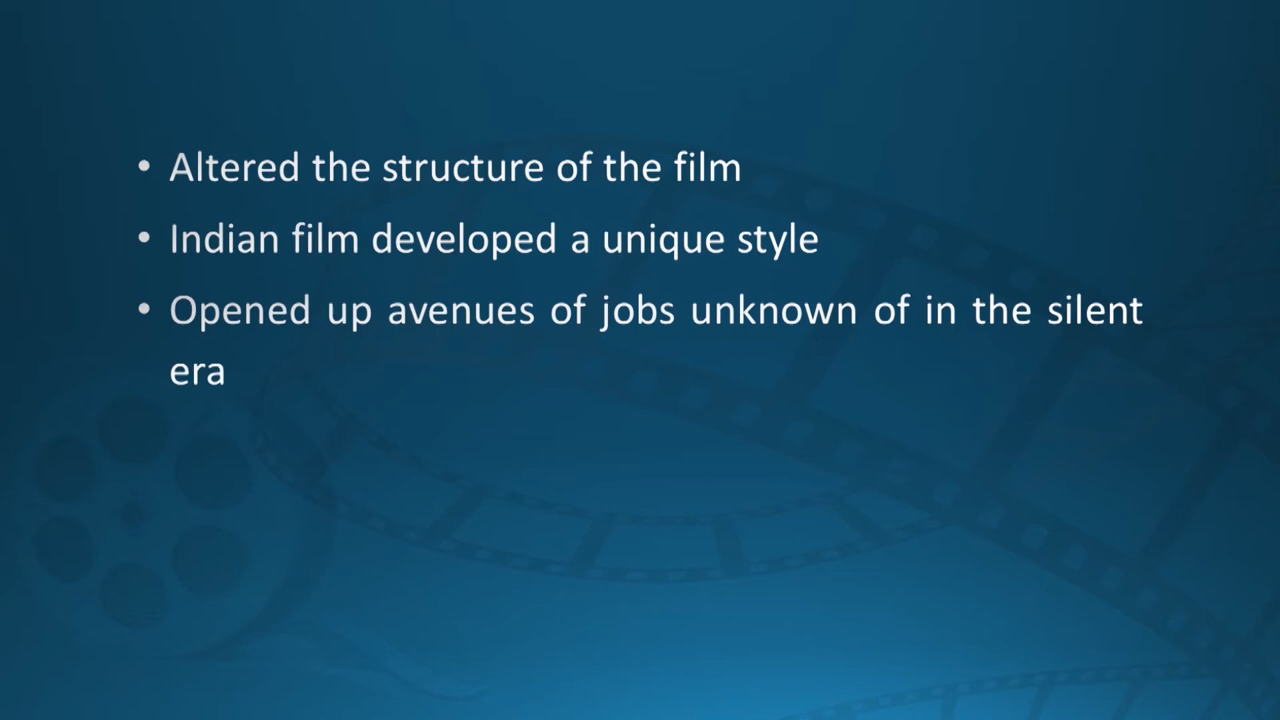 • Altered the structure of the film
• Indian film developed a unique style
• Opened up avenues of jobs unknown of in the silent
era